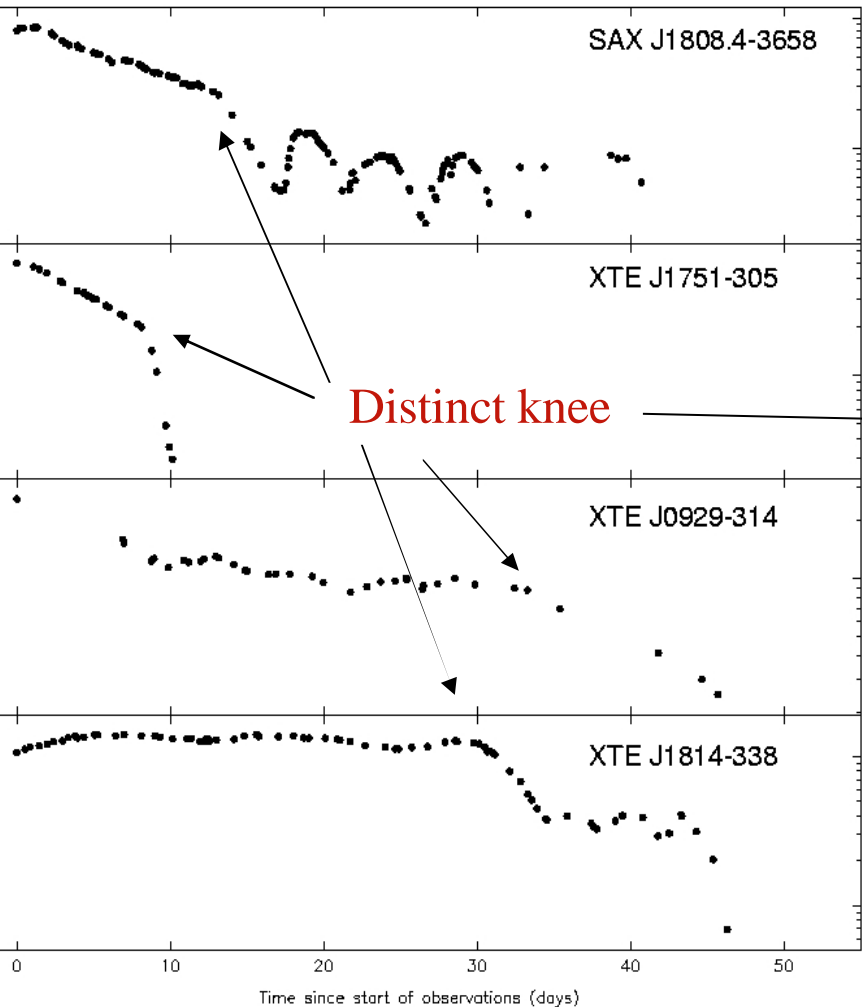 SAX J1808.4-3658
XTE J1751-305
Distinct knee
XTE J0929-314
XTE J1814-338
0 10 20 30 40 50
Time since start of observations (days)